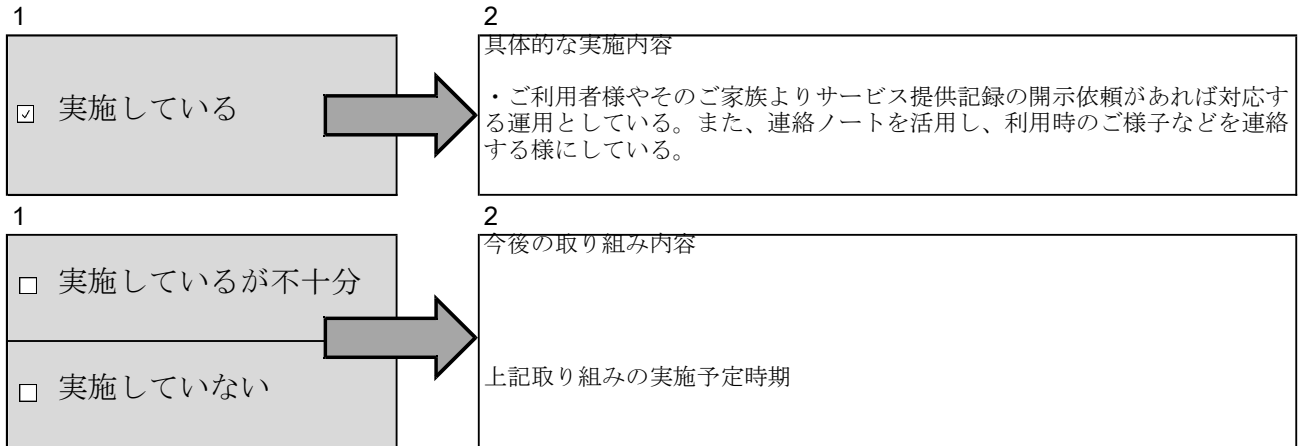 1
2
実施している
具体的な実施内容
・ご利用者様やそのご家族よりサービス提供記録の開示依頼があれば対応す
る運用としている。また、連絡ノートを活用し、利用時のご様子などを連絡
する様にしている。
1
2
実施しているが不十分
実施していない
今後の取り組み内容
上記取り組みの実施予定時期